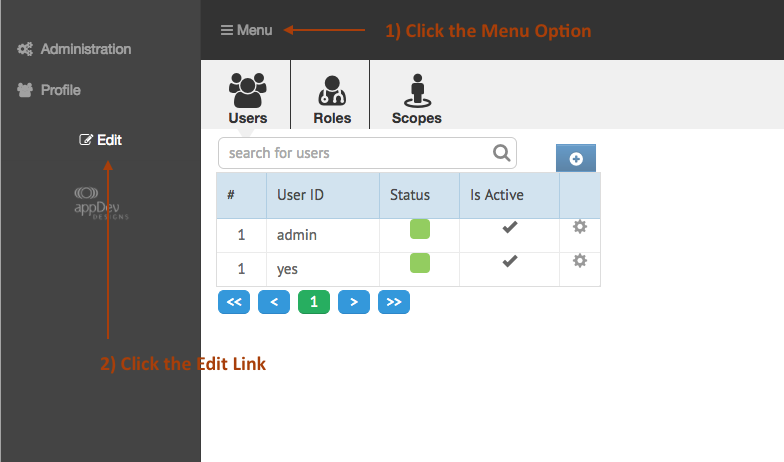 Menu
1) Click the Menu Option
Administration
Profile
Edit
Users
Roles
Scopes
search for users
# User ID Status Is Active
1 admin
1 yes
<< < 1 > >>
appDev
DESIGNS
2) Click the Edit Link